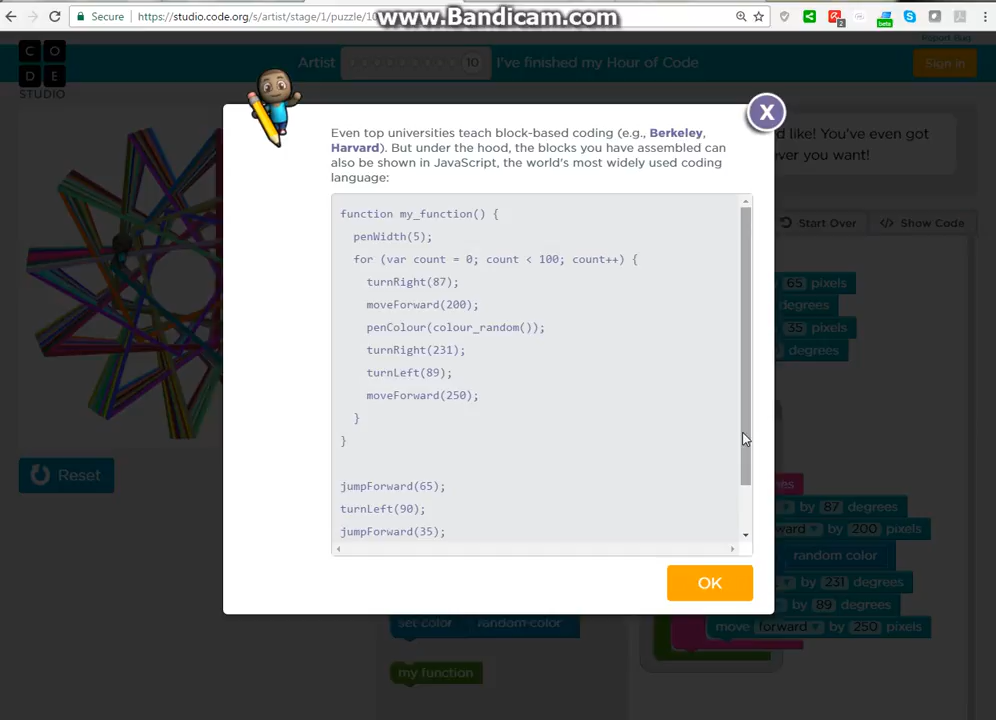 www.Bandicam.com
Secure
https://studio.code.org/s/artist/stage/1/puzzle/10
beta
2
Report Bug
C O
D E
STUDIO
Artist
10
I've finished my Hour of Code
Sign in
d like! You've even got
ver you want!
Start Over
</> Show Code
X
Even top universities teach block-based coding (e.g., Berkeley,
Harvard). But under the hood, the blocks you have assembled can
also be shown in JavaScript, the world's most widely used coding
language:
function my_function() {
penWidth(5);
for (var count = 0; count < 100; count++) {
turnRight(87);
moveForward(200);
penColour(colour_random());
turnRight(231);
turnLeft(89);
moveForward(250);
}
}
jumpForward(65);
turnLeft(90);
jumpForward(35);
OK
Reset
65 pixels
degrees
35 pixels
degrees
by 87 degrees
by 200 pixels
random color
by 231 degrees
by 89 degrees
move forward by 250 pixels
set color random color
my function